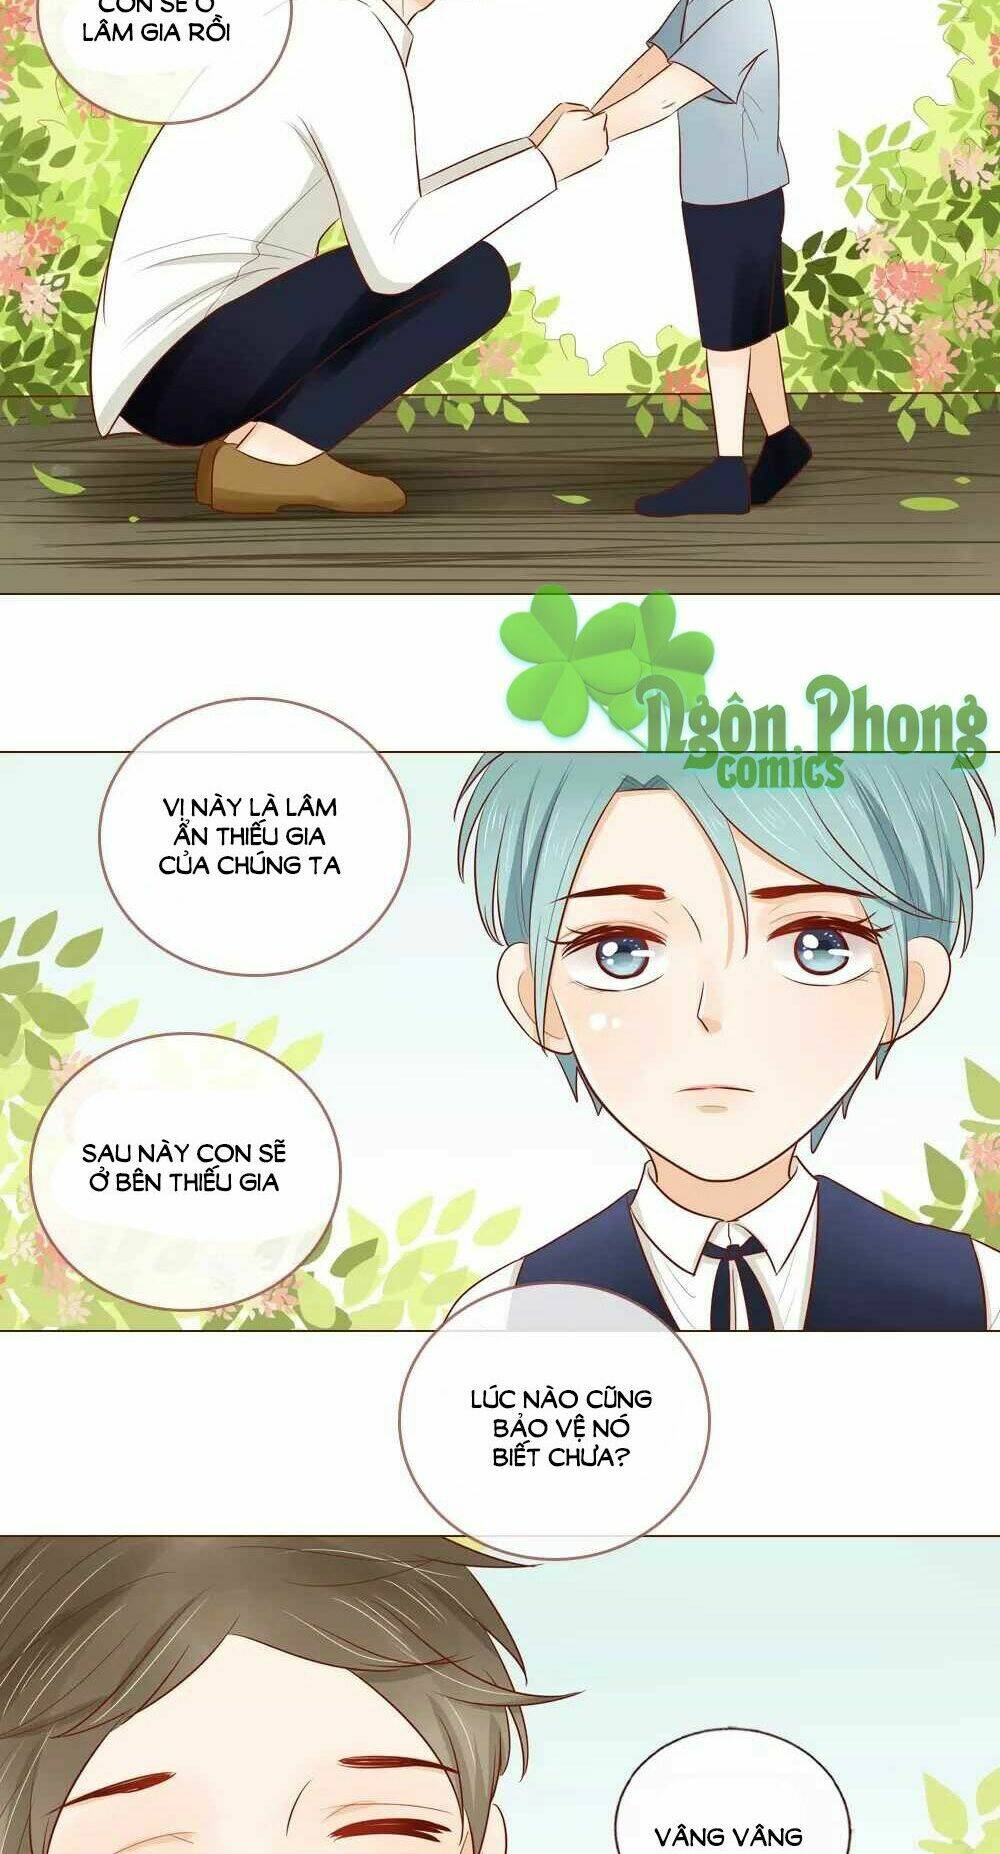 CON SẼ Ở
LÂM GIA RỒI
Ngôn Phong
comics
VỊ NÀY LÀ LÂM
ẨN THIẾU GIA
CỦA CHÚNG TA
SAU NÀY CON SẼ
Ở BÊN THIẾU GIA
LÚC NÀO CŨNG
BẢO VỆ NÓ
BIẾT CHƯA?
VÂNG VÂNG